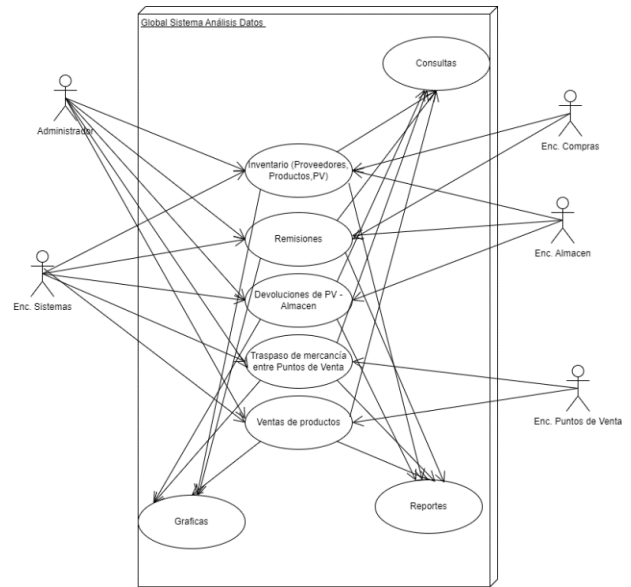 Global Sistema Análisis Datos
Consultas
Administrador
Enc. Compras
Inventario (Proveedores,
Productos,PV)
Remisiones
Enc. Almacen
Enc. Sistemas
Devoluciones de PV -
Almacen
Traspaso de mercancía
entre Puntos de Venta
Ventas de productos
Enc. Puntos de Venta
Graficas
Reportes